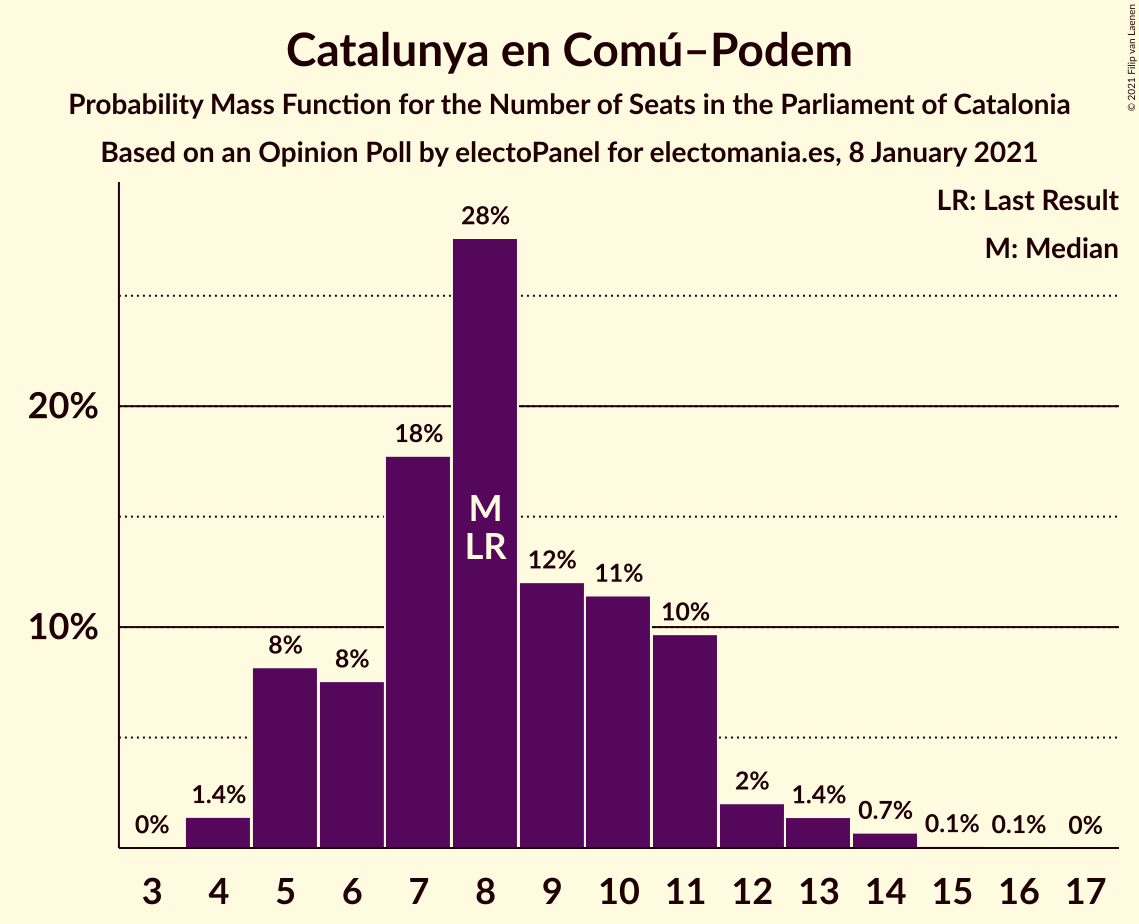 Catalunya en Comú–Podem
Probability Mass Function for the Number of Seats in the Parliament of Catalonia
Based on an Opinion Poll by electoPanel for electomania.es, 8 January 2021
© 2021 Filip van Laenen
LR: Last Result
M: Median
20%
10%
0%
1.4%
8%
8%
18%
28%
M
LR
12%
11%
10%
2%
1.4%
0.7%
0.1%
0.1%
0%
3 4 5 6 7 8 9 10 11 12 13 14 15 16 17